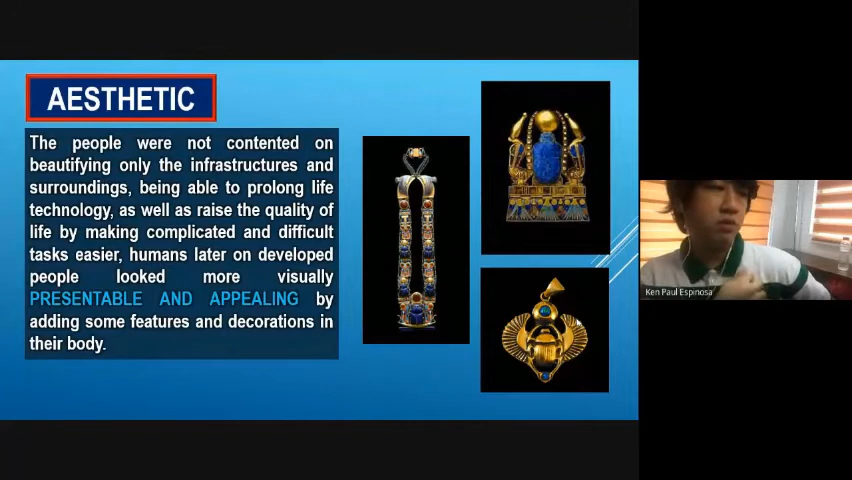 AESTHETIC
The people were not contented on
beautifying only the infrastructures and
surroundings, being able to prolong life
technology, as well as raise the quality of
life by making complicated and difficult
tasks easier, humans later on developed
people looked more visually
PRESENTABLE AND APPEALING by
adding some features and decorations in
their body.
Ken Paul Espinosa